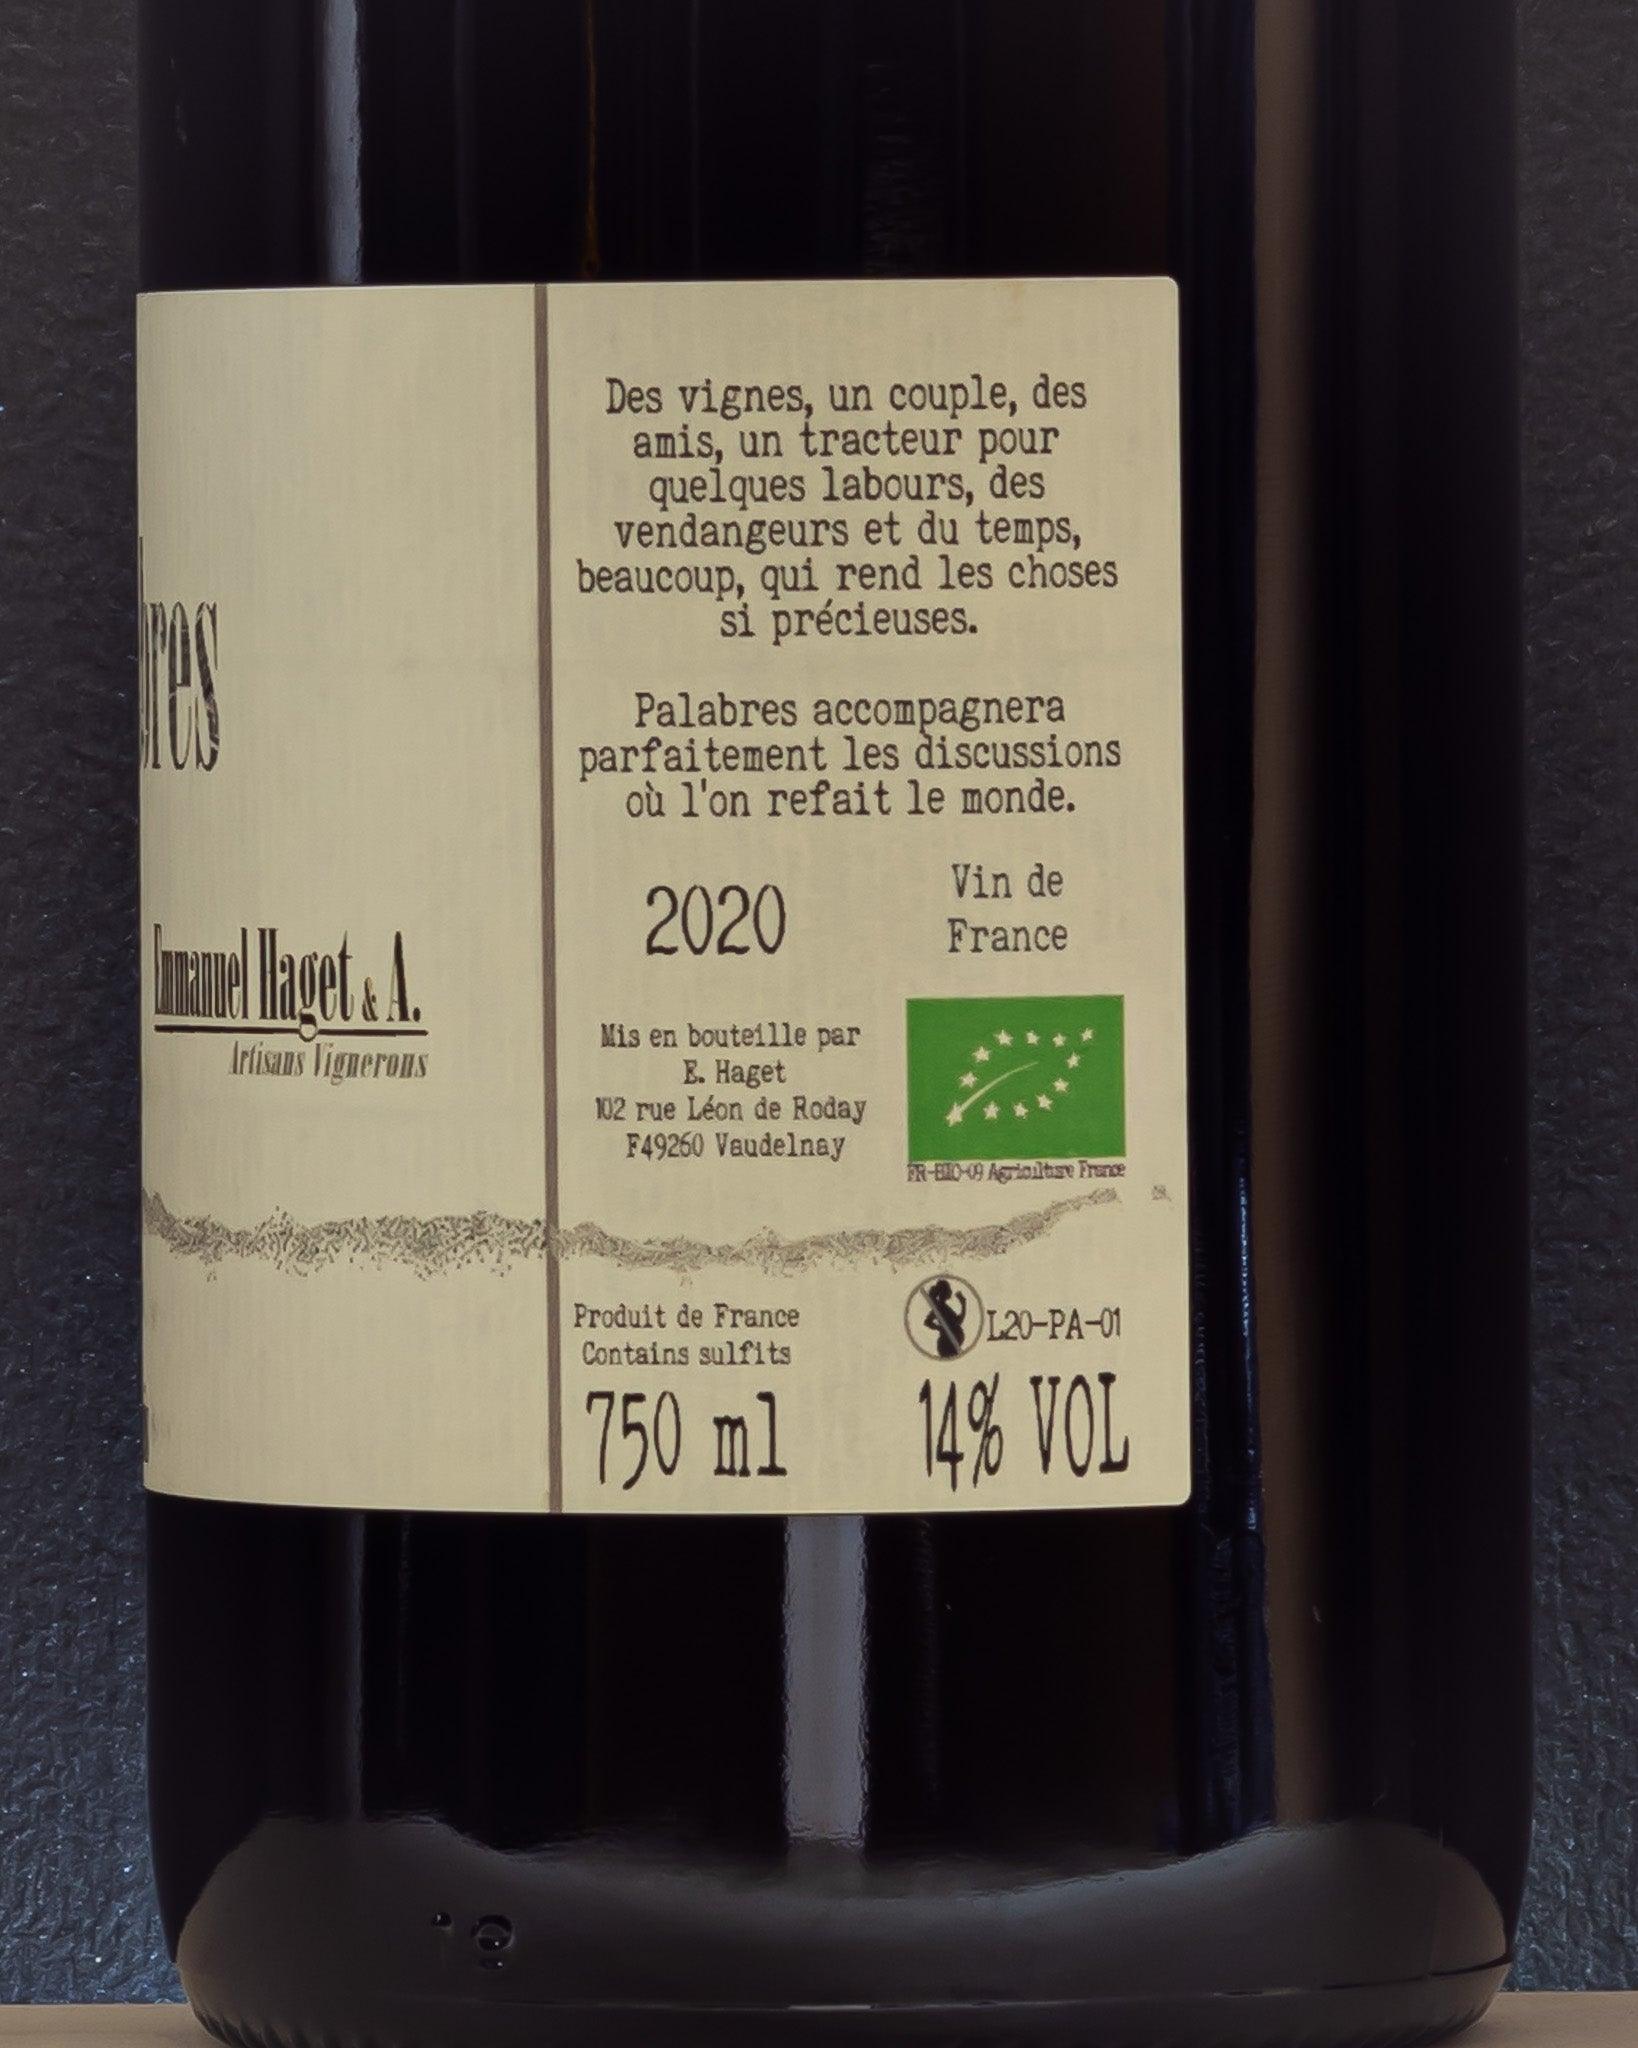 bres
Emmanuel Haget & A.
Artisans Vignerons
Des vignes, un couple, des
amis, un tracteur pour
quelques labours, des
vendangeurs et du temps,
beaucoup, qui rend les choses
si précieuses.
Palabres accompagnera
parfaitement les discussions
où l'on refait le monde.
2020
Vin de
France
Mis en bouteille par
E. Haget
102 rue Léon de Roday
F49260 Vaudelnay
FR-BIO-09 Agriculture France
Produit de France
Contains sulfits
750 ml
L20-PA-01
14% VOL